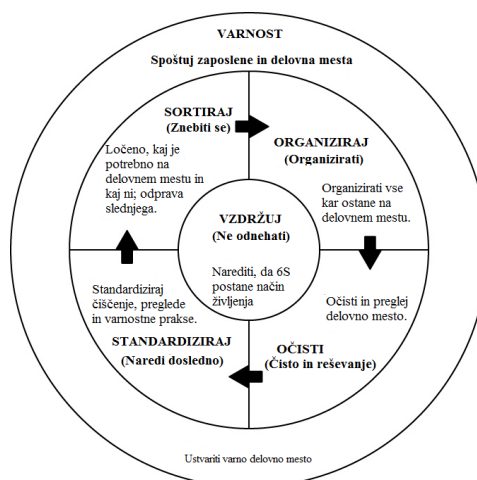 VARNOST
Spoštuj zaposlene in delovna mesta
SORTIRAJ
(Znebiti se)
Ločeno, kaj je
potrebno na
delovnem mestu in
kaj ni; odprava
slednjega.
ORGANIZIRAJ
(Organizirati)
Organizirati vse
kar ostane na
delovnem mestu.
VZDRŽUJ
(Ne odnehati)
Narediti, da 6S
postane način
življenja
Očisti in preglej
delovno mesto.
OČISTI
(Čisto in reševanje)
Standardiziraj
čiščenje, preglede
in varnostne prakse.
STANDARDIZIRAJ
(Naredi dosledno)
Ustvariti varno delovno mesto